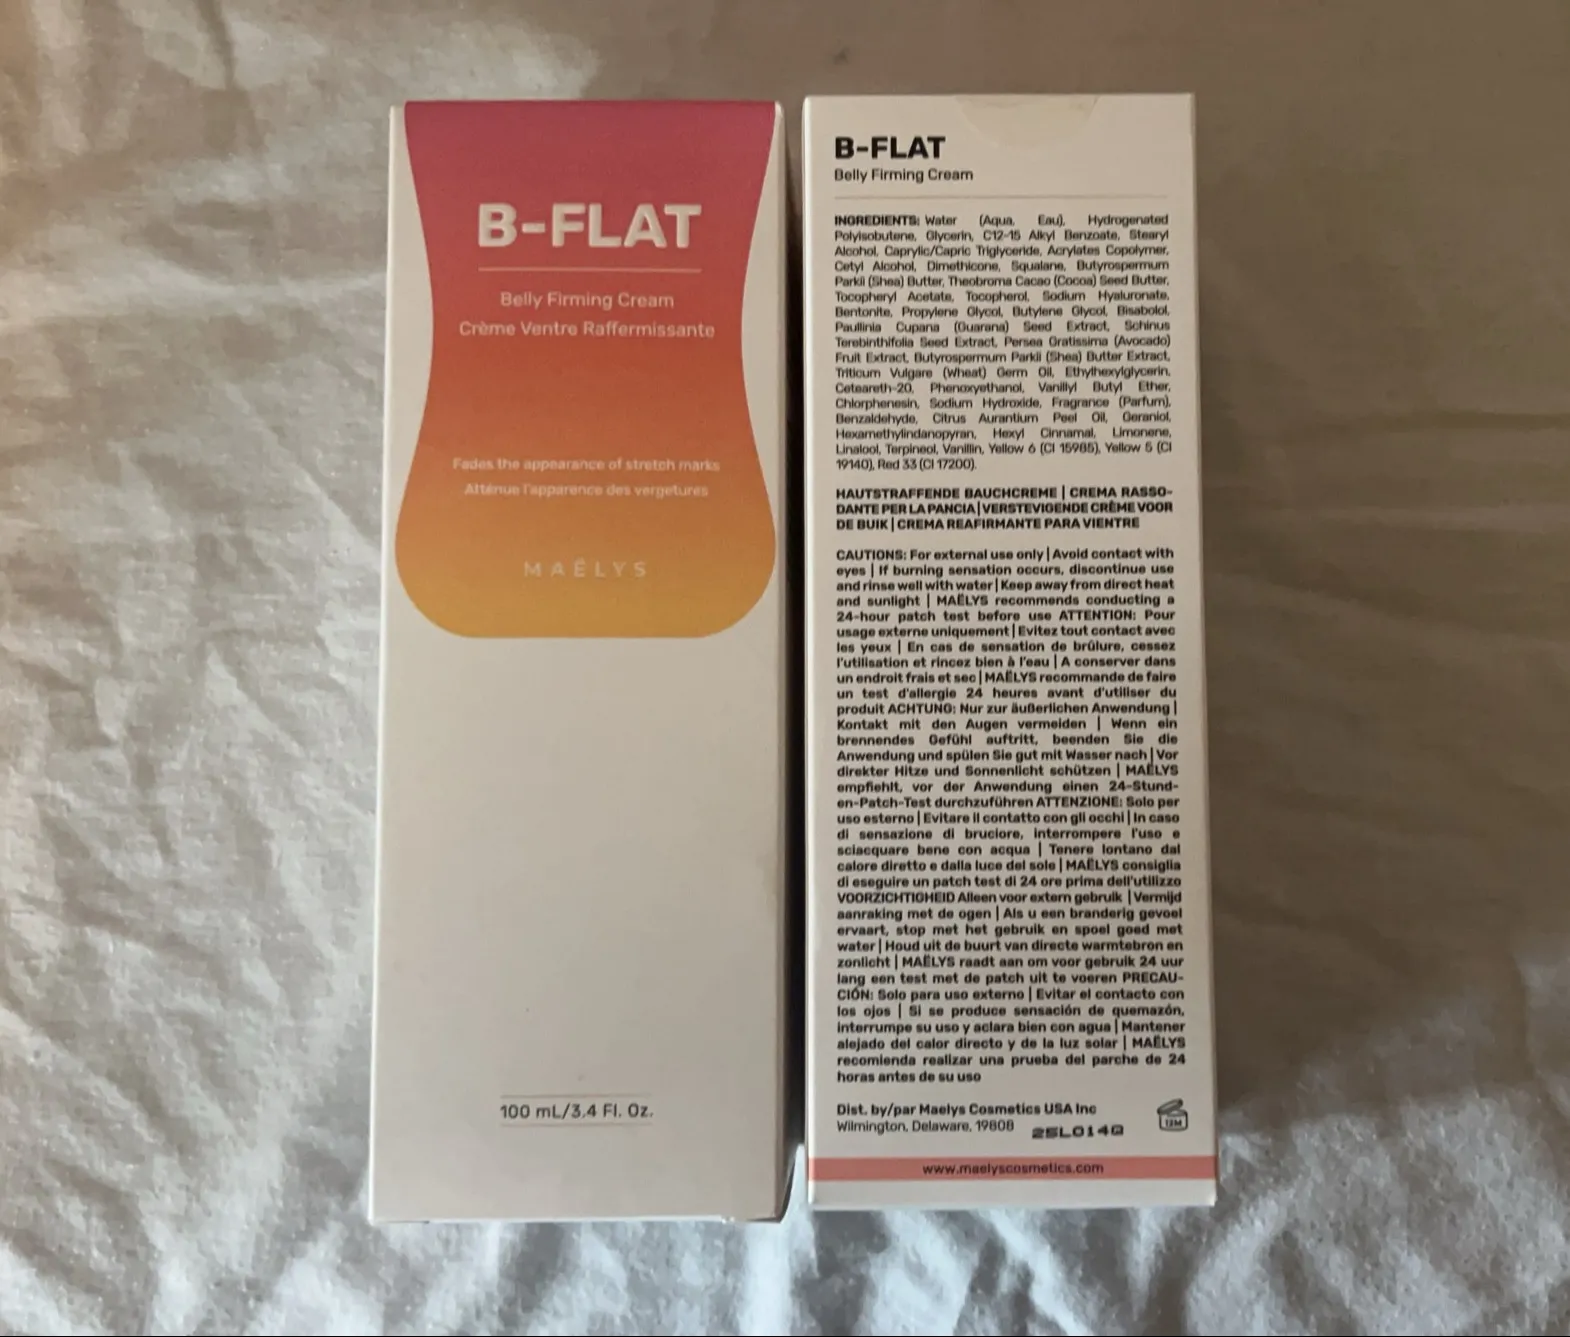 B-FLAT
Belly Firming Cream
Crème Ventre Raffermissante
Fades the appearance of stretch marks
Atténue l'apparence des vergetures
MAËLYS
100 mL/3.4 Fl. Oz.
B-FLAT
Belly Firming Cream
INGREDIENTS: Water (Aqua, Eau), Hydrogenated
Polyisobutene, Glycerin, C12-15 Alkyl Benzoate, Stearyl
Alcohol, Caprylic/Capric Triglyceride, Acrylates Copolymer,
Cetyl Alcohol, Dimethicone, Squalane, Butyrospermum
Parkii (Shea) Butter, Theobroma Cacao (Cocoa) Seed Butter,
Tocopheryl Acetate, Tocopherol, Sodium Hyaluronate,
Bentonite, Propylene Glycol, Butylene Glycol, Bisabolol,
Paullinia Cupana (Guarana) Seed Extract, Schinus
Terebinthifolia Seed Extract, Persea Gratissima (Avocado)
Fruit Extract, Butyrospermum Parkii (Shea) Butter Extract,
Triticum Vulgare (Wheat) Germ Oil, Ethylhexylglycerin,
Ceteareth-20, Phenoxyethanol, Vanillyl Butyl Ether,
Chlorphenesin, Sodium Hydroxide, Fragrance (Parfum),
Benzaldehyde, Citrus Aurantium Peel Oil, Geraniol,
Hexamethylindanopyran, Hexyl Cinnamal, Limonene,
Linalool, Terpineol, Vanillin, Yellow 6 (CI 15985), Yellow 5 (CI
19140), Red 33 (CI 17200).
HAUTSTRAFFENDE BAUCHCREME | CREMA RASSO-
DANTE PER LA PANCIA | VERSTEVIGENDE CRÈME VOOR
DE BUIK | CREMA REAFIRMANTE PARA VIENTRE
CAUTIONS: For external use only | Avoid contact with
eyes | If burning sensation occurs, discontinue use
and rinse well with water | Keep away from direct heat
and sunlight | MAËLYS recommends conducting a
24-hour patch test before use ATTENTION: Pour
usage externe uniquement | Evitez tout contact avec
les yeux | En cas de sensation de brûlure, cessez
l'utilisation et rincez bien à l'eau | A conserver dans
un endroit frais et sec | MAËLYS recommande de faire
un test d'allergie 24 heures avant d'utiliser du
produit ACHTUNG: Nur zur äußerlichen Anwendung |
Kontakt mit den Augen vermeiden | Wenn ein
brennendes Gefühl auftritt, beenden Sie die
Anwendung und spülen Sie gut mit Wasser nach | Vor
direkter Hitze und Sonnenlicht schützen | MAËLYS
empfiehlt, vor der Anwendung einen 24-Stund-
en-Patch-Test durchzuführen ATTENZIONE: Solo per
uso esterno | Evitare il contatto con gli occhi | In caso
di sensazione di bruciore, interrompere l'uso e
sciacquare bene con acqua | Tenere lontano dal
calore diretto e dalla luce del sole | MAËLYS consiglia
di eseguire un patch test di 24 ore prima dell'utilizzo
VOORZICHTIGHEID Alleen voor extern gebruik | Vermijd
aanraking met de ogen | Als u een branderig gevoel
ervaart, stop met het gebruik en spoel goed met
water | Houd uit de buurt van directe warmtebron en
zonlicht | MAËLYS raadt aan om voor gebruik 24 uur
lang een test met de patch uit te voeren PRECAU-
CIÓN: Solo para uso externo | Evitar el contacto con
los ojos | Si se produce sensación de quemazón,
interrumpe su uso y aclara bien con agua | Mantener
alejado del calor directo y de la luz solar | MAËLYS
recomienda realizar una prueba del parche de 24
horas antes de su uso
Dist. by/par Maelys Cosmetics USA Inc
Wilmington, Delaware, 19808
25L014Q
12M
www.maelyscosmetics.com